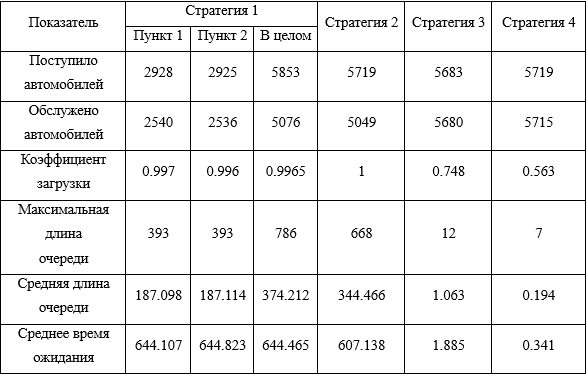 Показатель Стратегия 1 Стратегия 2 Стратегия 3 Стратегия 4
Пункт 1 Пункт 2 В целом
Поступило
автомобилей 2928 2925 5853 5719 5683 5719
Обслужено
автомобилей 2540 2536 5076 5049 5680 5715
Коэффициент
загрузки 0.997 0.996 0.9965 1 0.748 0.563
Максимальная
длина 393 393 786 668 12 7
очереди
Средняя длина
очереди 187.098 187.114 374.212 344.466 1.063 0.194
Среднее время
ожидания 644.107 644.823 644.465 607.138 1.885 0.341